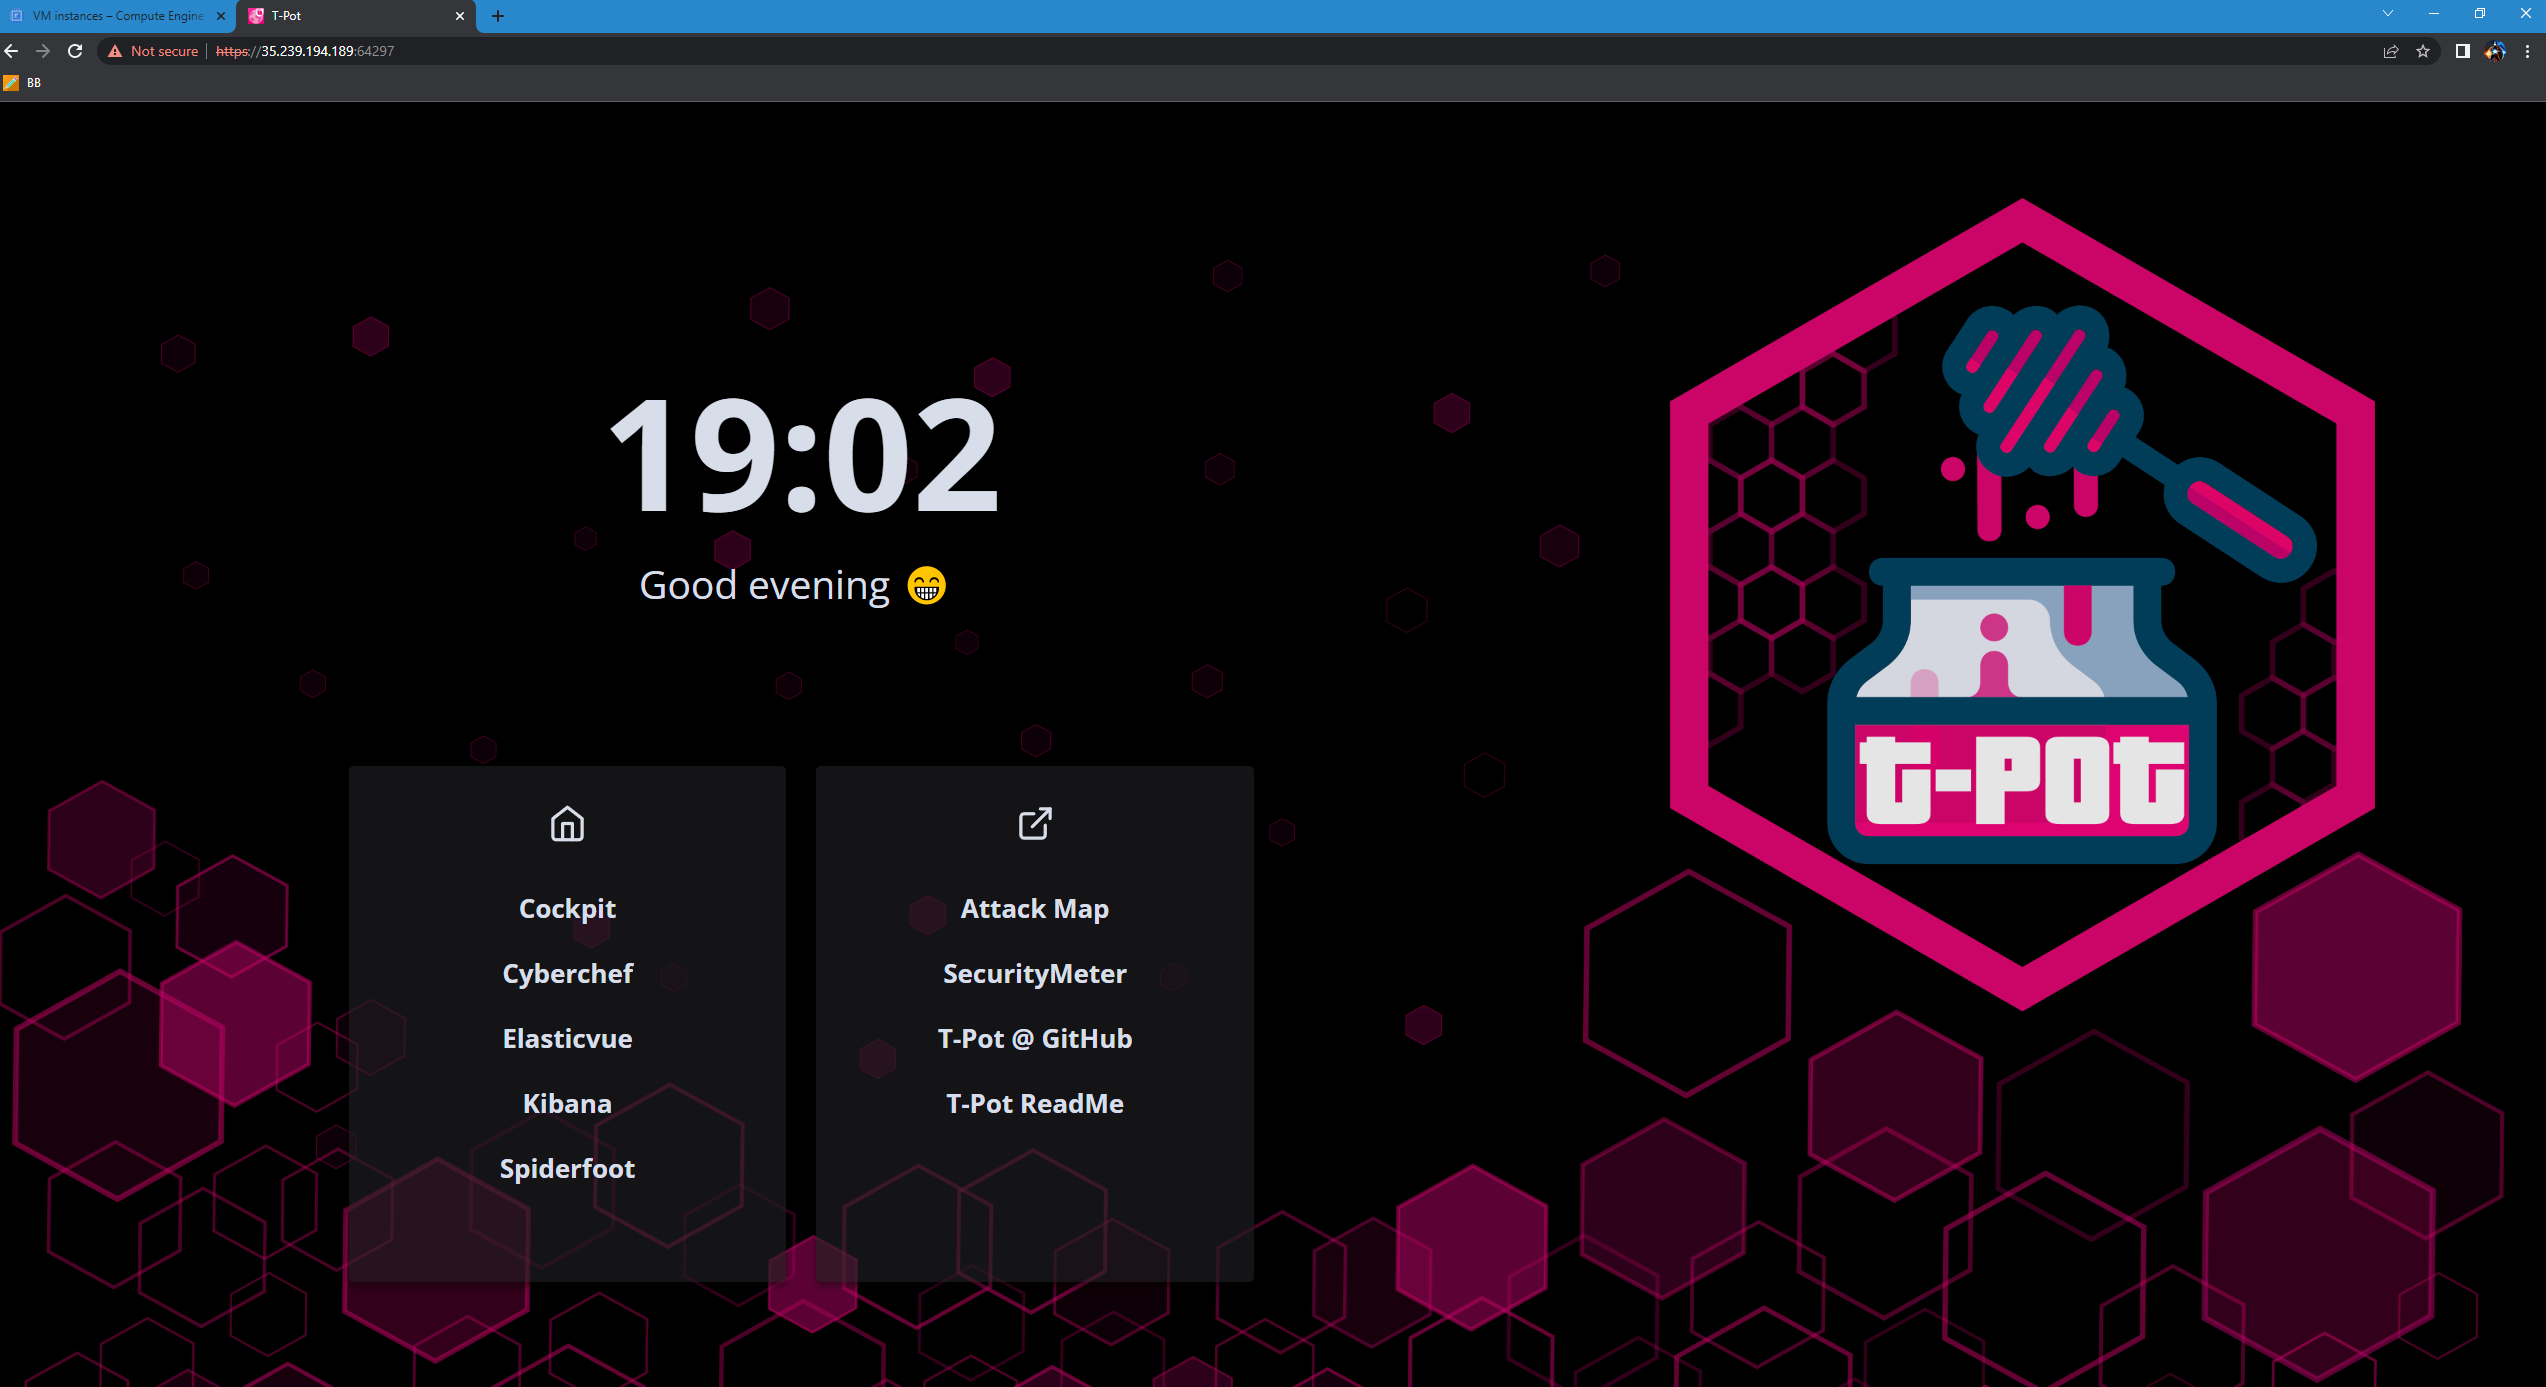 VM instances – Compute Engine
T-Pot
Not secure
https://35.239.194.189:64297
BB
19:02
Good evening 😁
Cockpit
Cyberchef
Elasticvue
Kibana
Spiderfoot
Attack Map
SecurityMeter
T-Pot @ GitHub
T-Pot ReadMe
t-pot